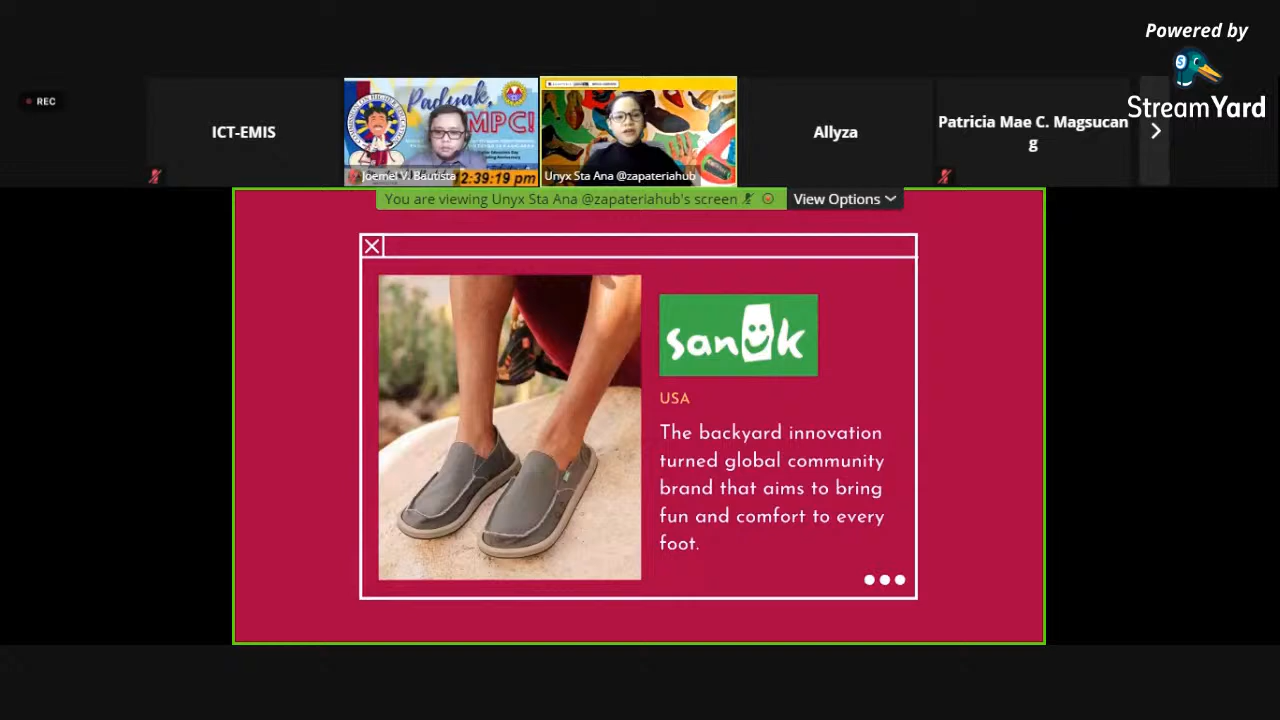 Powered by
StreamYard
REC
ICT-EMIS
Padyak,
MPC!
Joemel V. Bautista
2:39:19 pm
Unyx Sta Ana @zapateriahub
Allyza
Patricia Mae C. Magsucan
g
You are viewing Unyx Sta Ana @zapateriahub's screen
View Options
sanuk
USA
The backyard innovation
turned global community
brand that aims to bring
fun and comfort to every
foot.